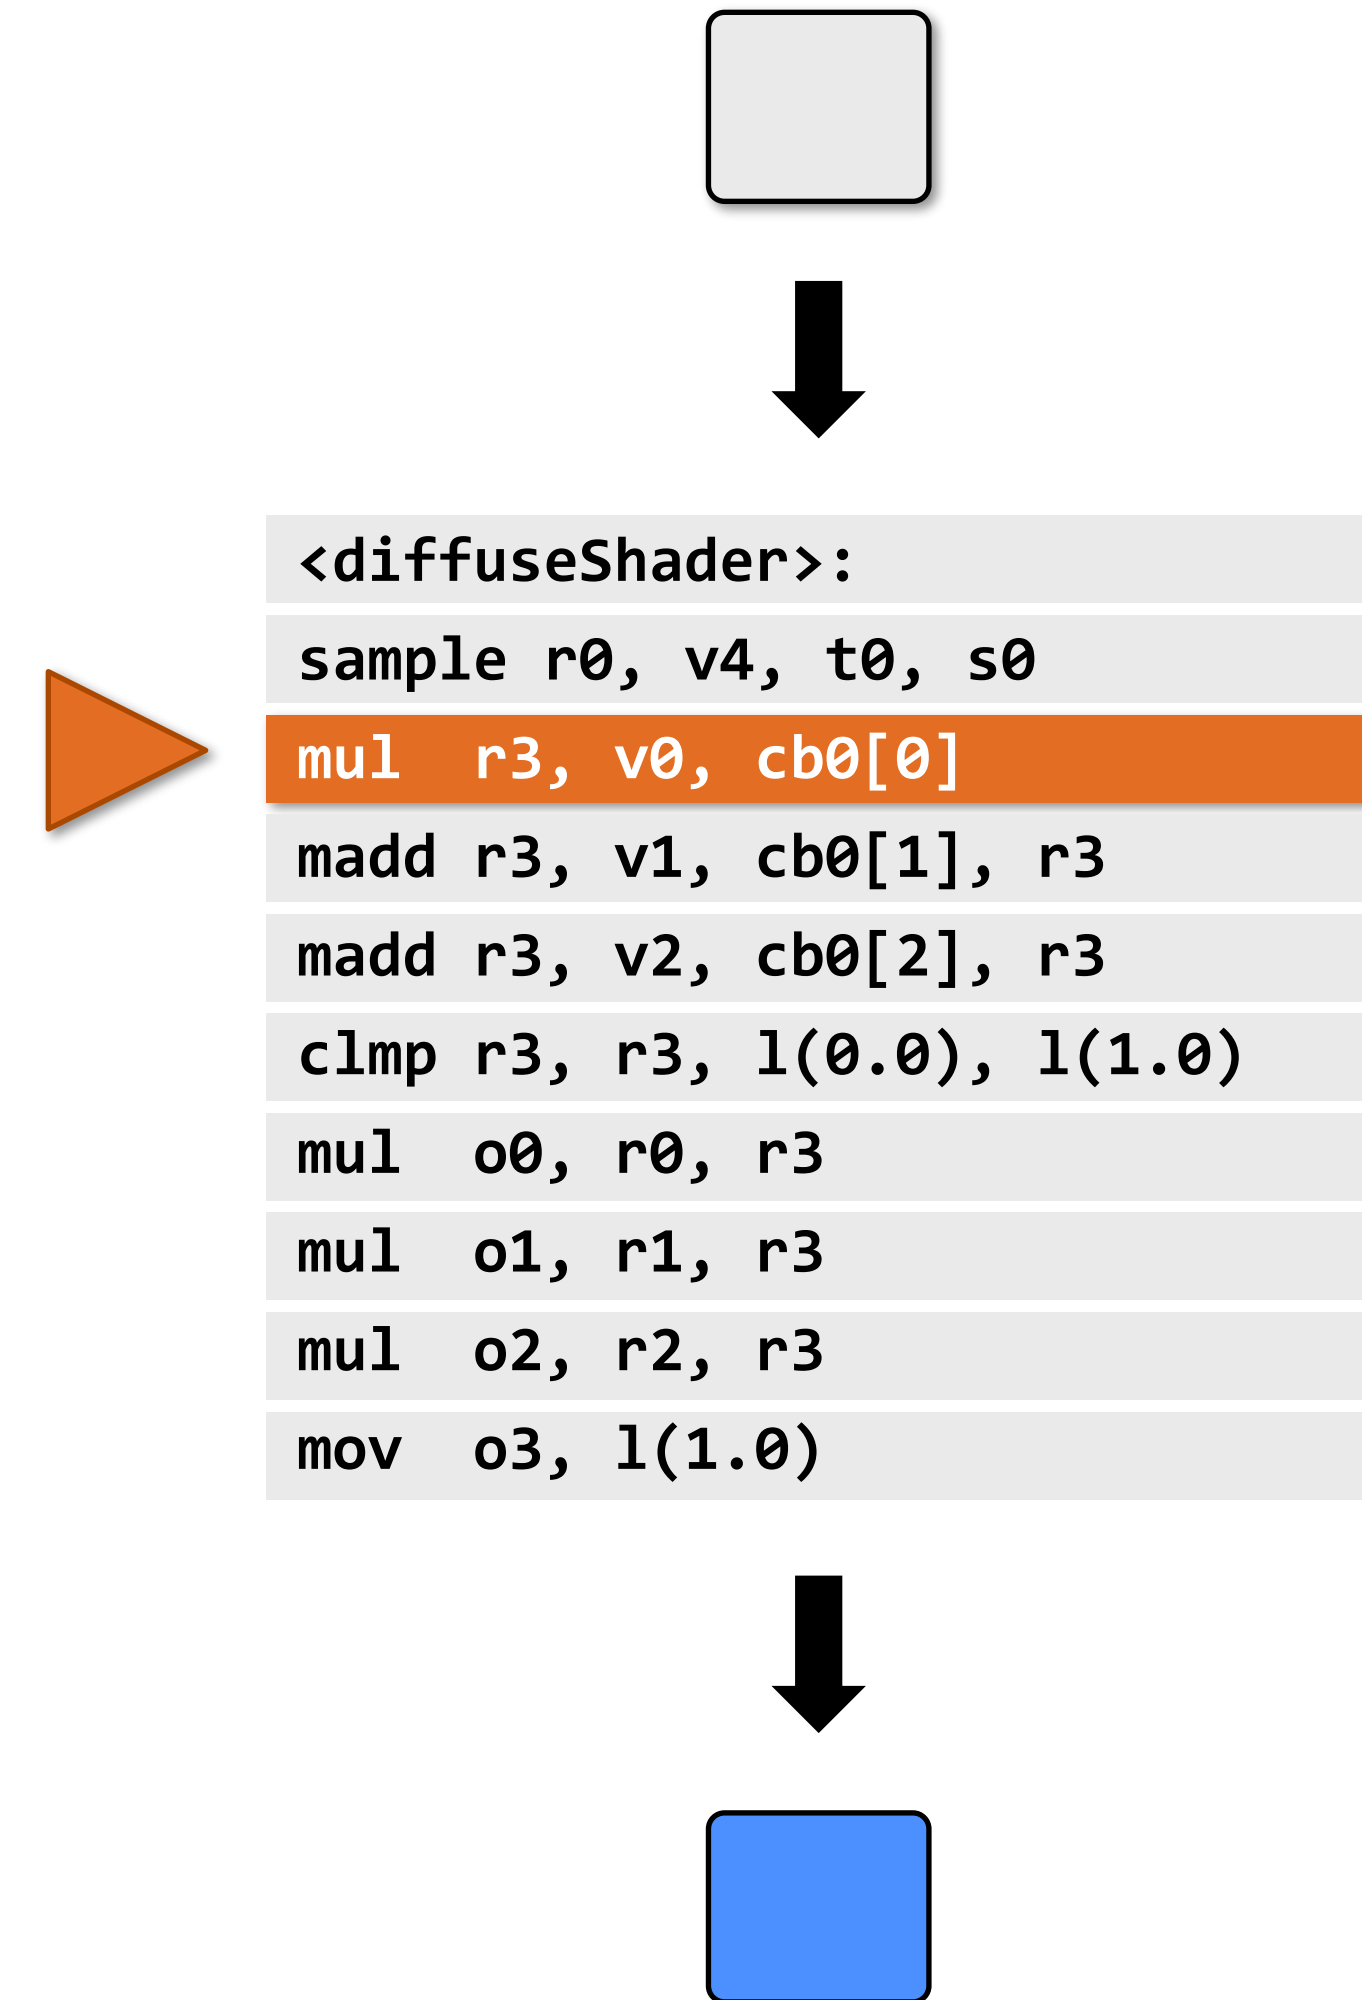 <diffuseShader>:
sample r0, v4, t0, s0
mul  r3, v0, cb0[0]
madd r3, v1, cb0[1], r3
madd r3, v2, cb0[2], r3
clmp r3, r3, l(0.0), l(1.0)
mul  o0, r0, r3
mul  o1, r1, r3
mul  o2, r2, r3
mov  o3, l(1.0)